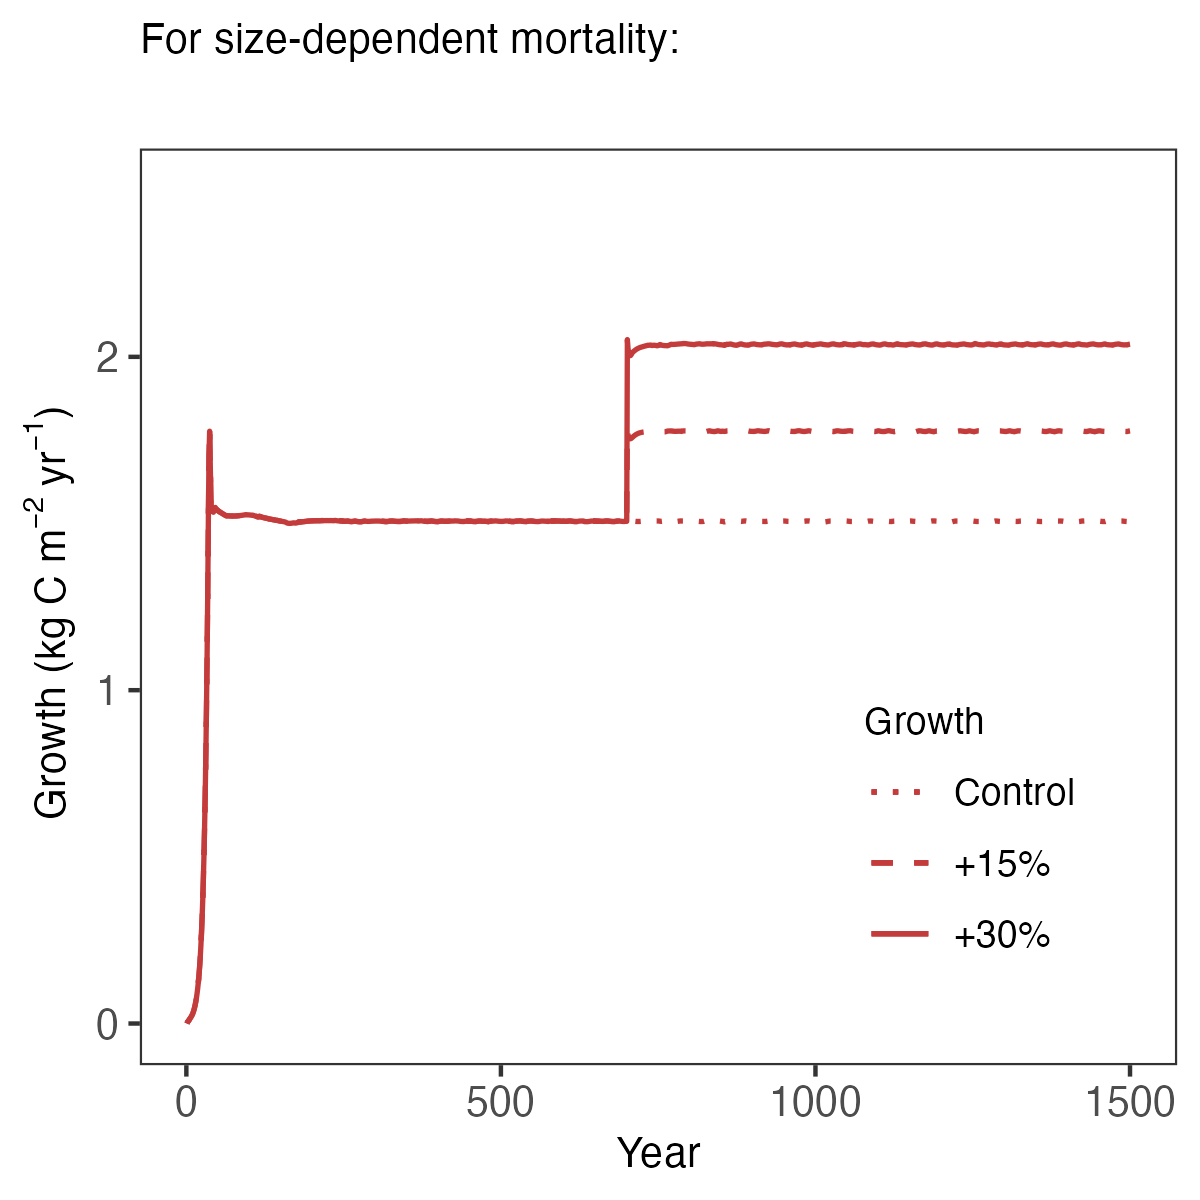 For size-dependent mortality:
Growth (kg C m⁻² yr⁻¹)
2
1
0
Growth
Control
+15%
+30%
0 500 1000 1500
Year